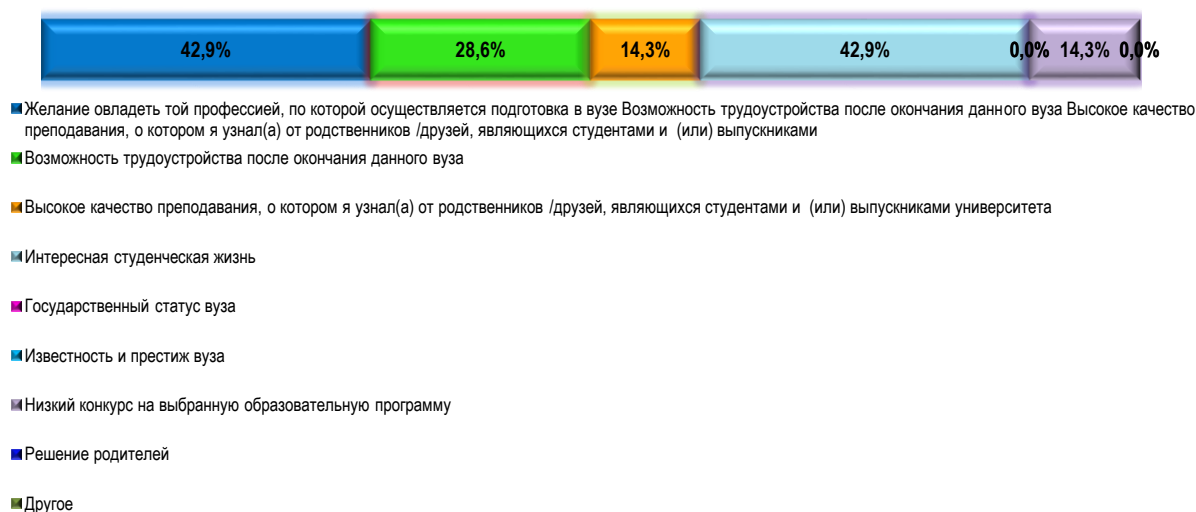 42,9% 28,6% 14,3% 42,9% 0,0% 14,3% 0,0%
Желание овладеть той профессией, по которой осуществляется подготовка в вузе Возможность трудоустройства после окончания данного вуза Высокое качество
преподавания, о котором я узнал(а) от родственников /друзей, являющихся студентами и (или) выпускниками
Возможность трудоустройства после окончания данного вуза
Высокое качество преподавания, о котором я узнал(а) от родственников /друзей, являющихся студентами и (или) выпускниками университета
Интересная студенческая жизнь
Государственный статус вуза
Известность и престиж вуза
Низкий конкурс на выбранную образовательную программу
Решение родителей
Другое